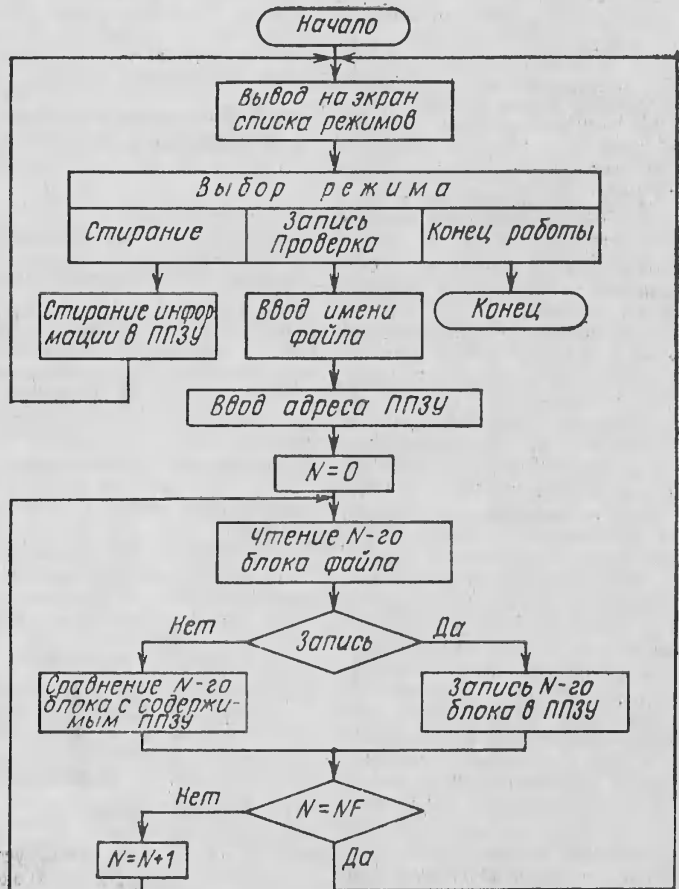 Начало
Вывод на экран
списка режимов
Выбор режима
Стирание
Запись
Проверка
Конец работы
Стирание инфор
мации в ППЗУ
Ввод имени
файла
Конец
Ввод адреса ППЗУ
N=0
Чтение N-го
блока файла
Нет
Запись
Да
Сравнение N-го
блока с содержи-
мым ППЗУ
Запись N-го
блока в ППЗУ
Нет
N=NF
N=N+1
Да